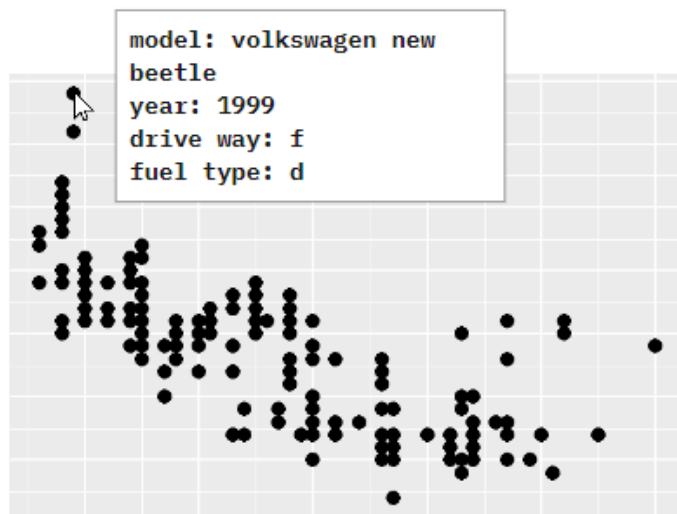 model: volkswagen new
beetle
year: 1999
drive way: f
fuel type: d